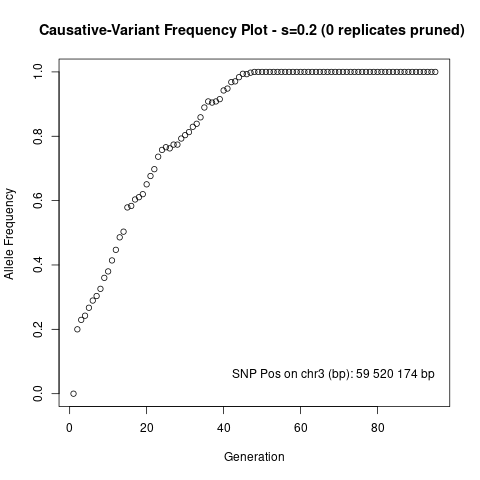 Causative-Variant Frequency Plot - s=0.2 (0 replicates pruned)
Allele Frequency
1.0
0.8
0.6
0.4
0.2
0.0
SNP Pos on chr3 (bp): 59 520 174 bp
0 20 40 60 80
Generation